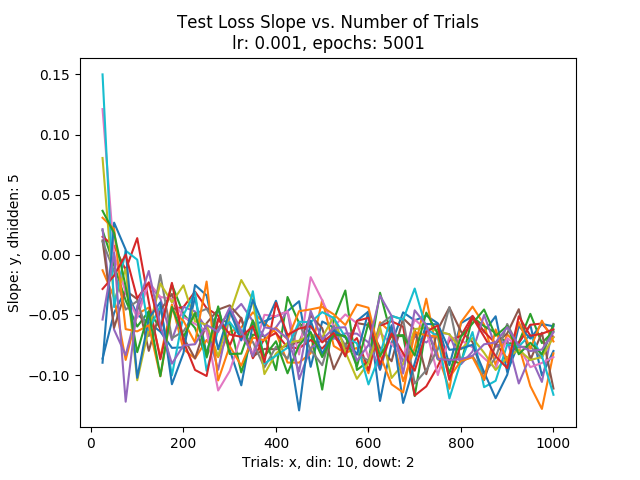 Test Loss Slope vs. Number of Trials
lr: 0.001, epochs: 5001
0.15
0.10
0.05
0.00
−0.05
−0.10
Slope: y, dhidden: 5
0 200 400 600 800 1000
Trials: x, din: 10, dowt: 2